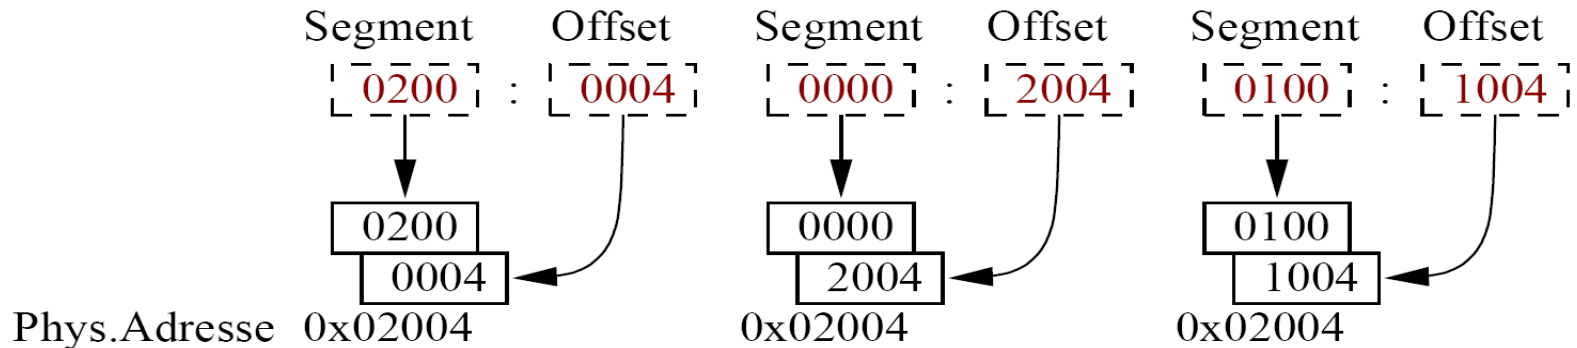 Segment Offset Segment Offset Segment Offset
0200 : 0004 0000 : 2004 0100 : 1004
0200 0000 0100
0004 2004 1004
Phys.Adresse 0x02004 0x02004 0x02004